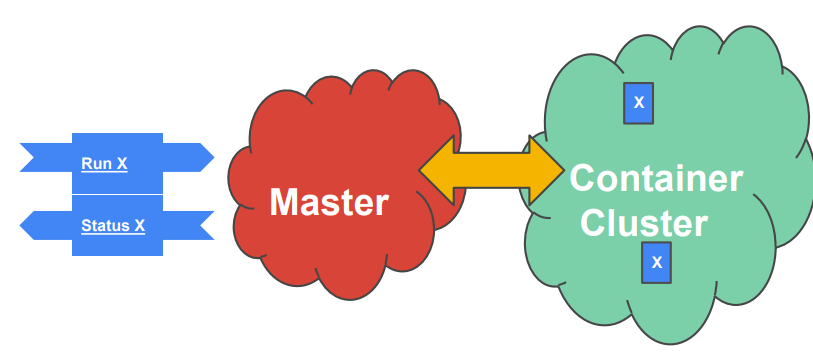 Run X
Status X
Master
X
Container
Cluster
X